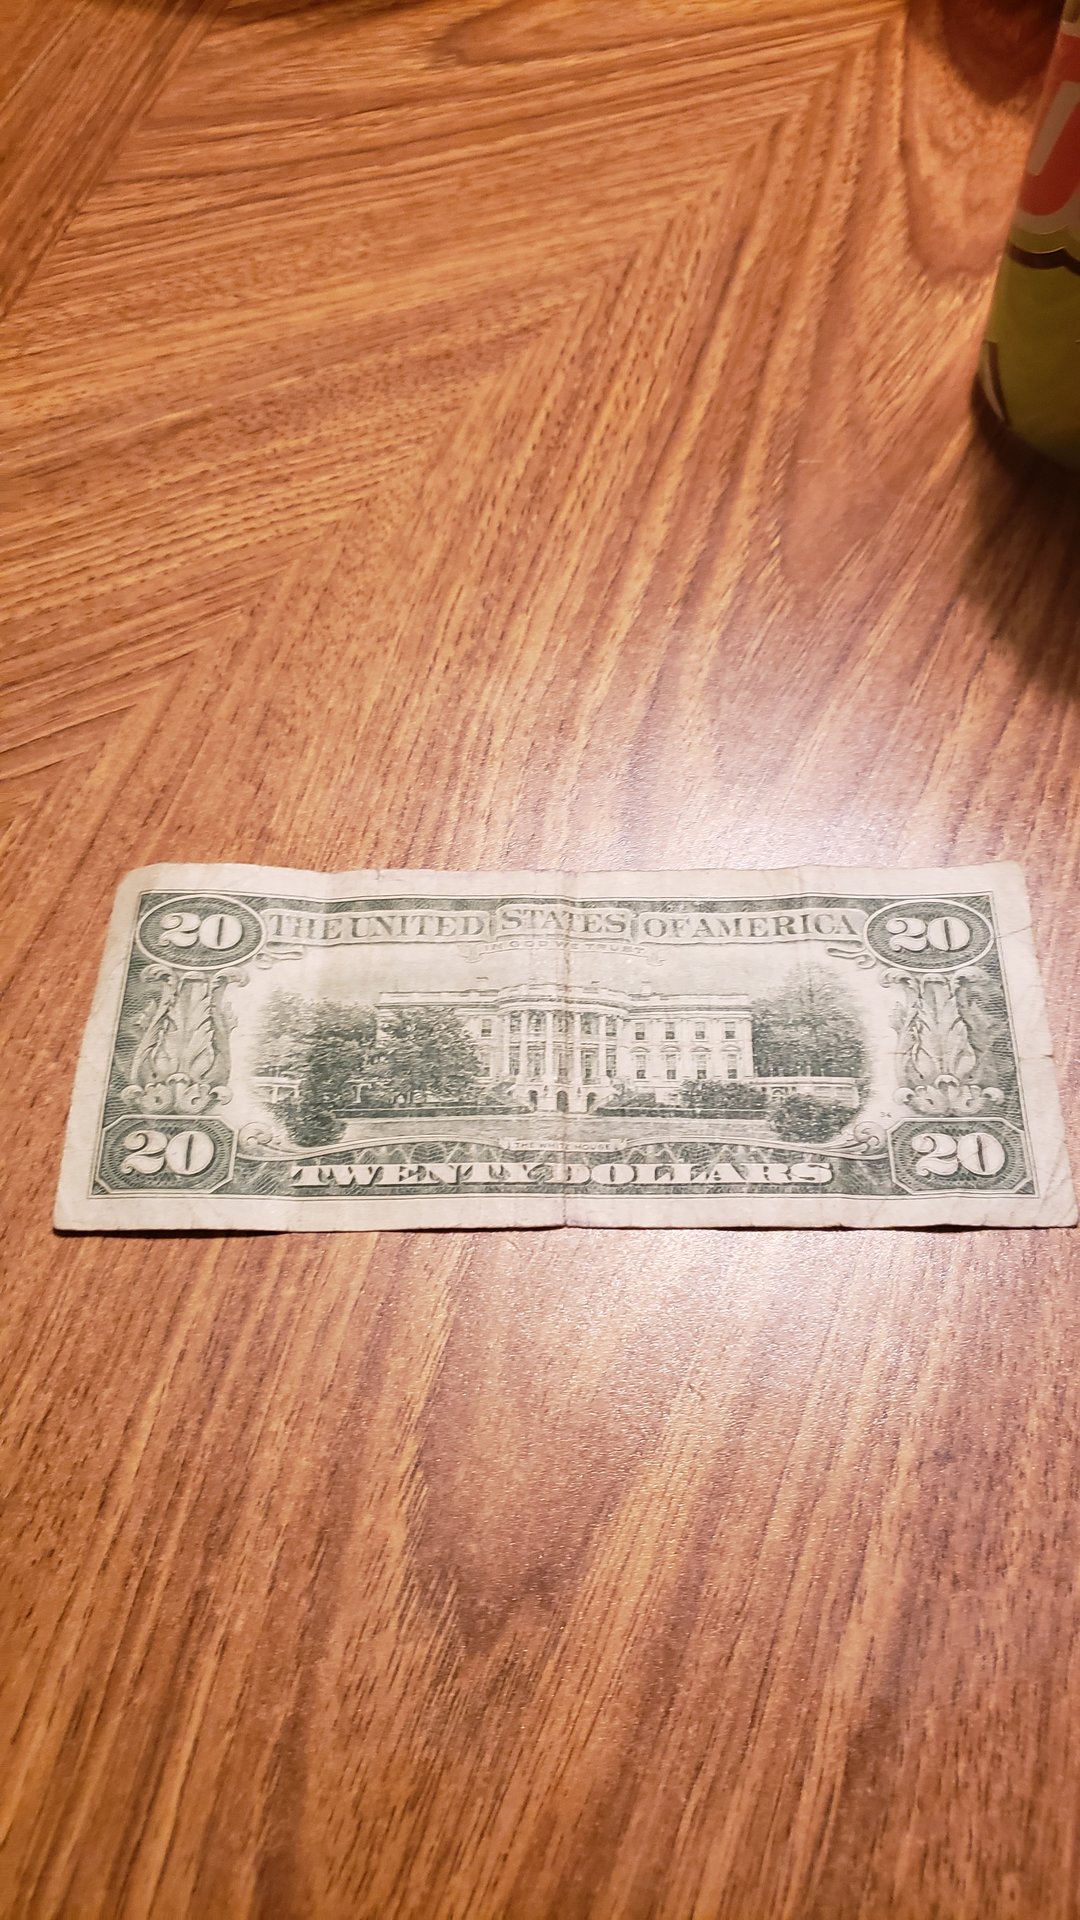 20 THE UNITED STATES OF AMERICA 20
IN GOD WE TRUST
THE WHITE HOUSE
20 TWENTY DOLLARS 20